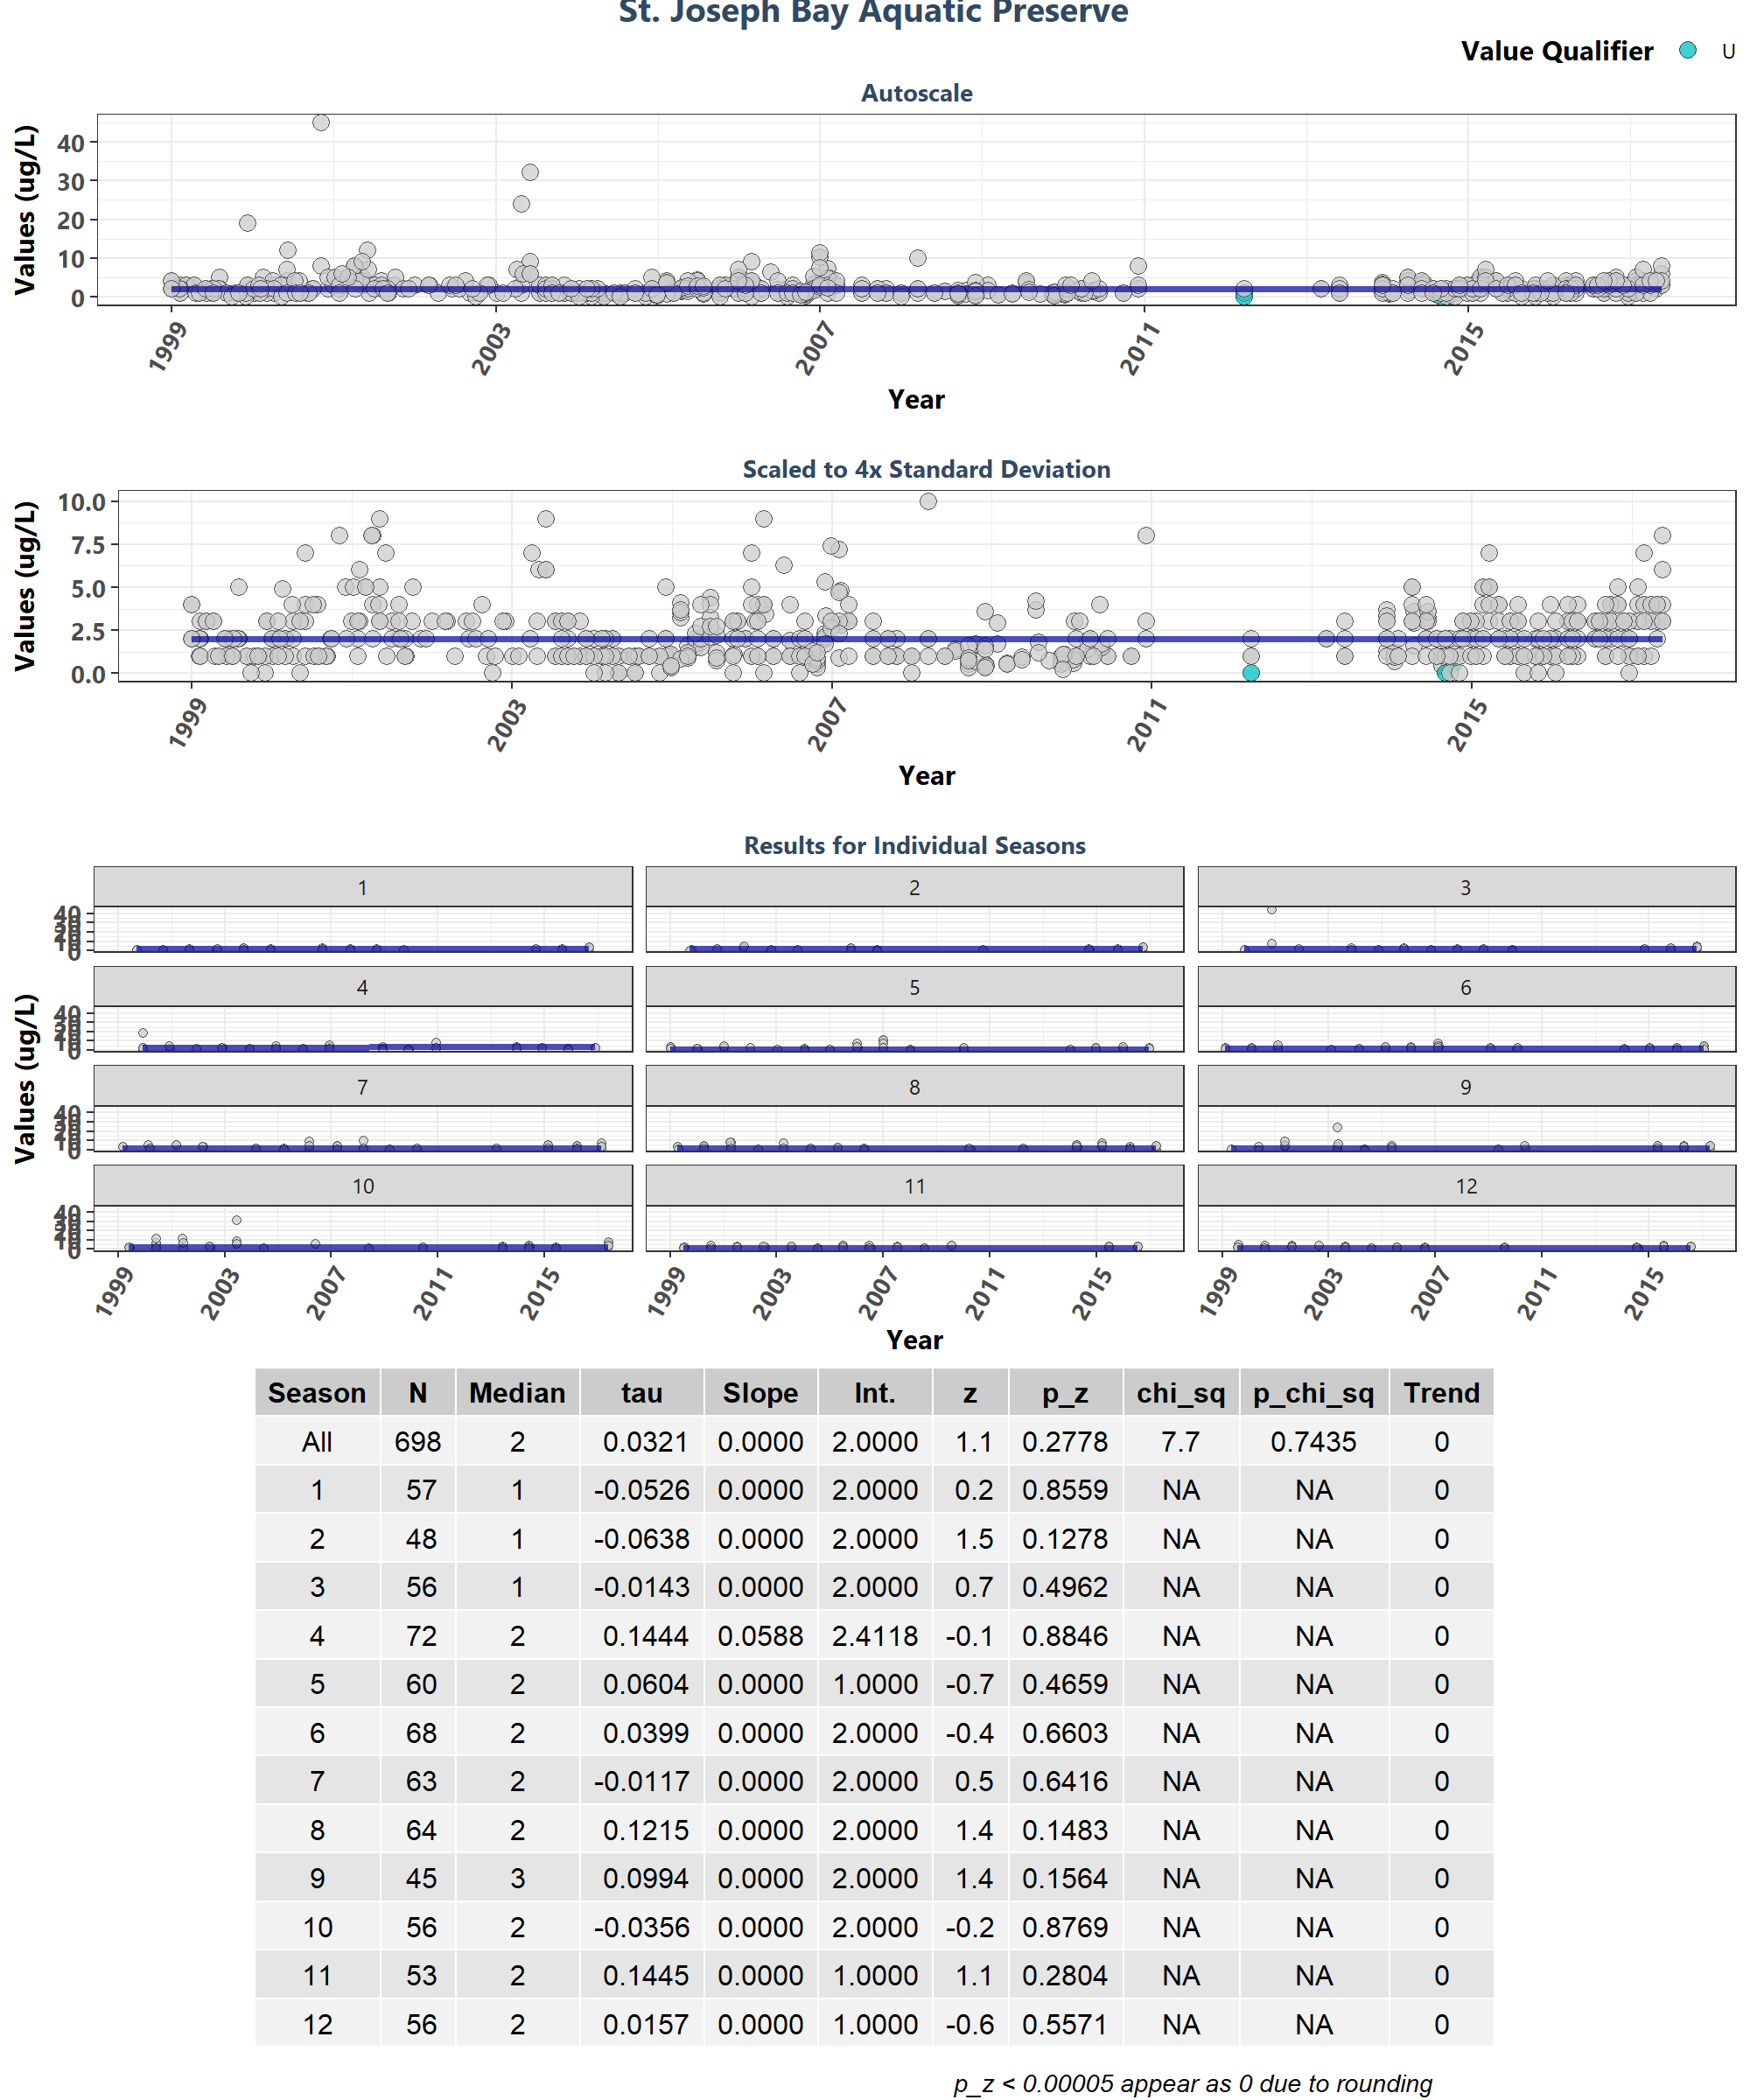 St. Joseph Bay Aquatic Preserve
Value Qualifier U
Autoscale
Values (ug/L)
40
30
20
10
0
1999 2003 2007 2011 2015
Year
Scaled to 4x Standard Deviation
Values (ug/L)
10.0
7.5
5.0
2.5
0.0
1999 2003 2007 2011 2015
Year
Results for Individual Seasons
Values (ug/L)
1 2 3
40
0
4 5 6
40
0
7 8 9
40
0
10 11 12
40
0
1999 2003 2007 2011 2015 1999 2003 2007 2011 2015 1999 2003 2007 2011 2015
Year
Season N Median tau Slope Int. z p_z chi_sq p_chi_sq Trend
All 698 2 0.0321 0.0000 2.0000 1.1 0.2778 7.7 0.7435 0
1 57 1 -0.0526 0.0000 2.0000 0.2 0.8559 NA NA 0
2 48 1 -0.0638 0.0000 2.0000 1.5 0.1278 NA NA 0
3 56 1 -0.0143 0.0000 2.0000 0.7 0.4962 NA NA 0
4 72 2 0.1444 0.0588 2.4118 -0.1 0.8846 NA NA 0
5 60 2 0.0604 0.0000 1.0000 -0.7 0.4659 NA NA 0
6 68 2 0.0399 0.0000 2.0000 -0.4 0.6603 NA NA 0
7 63 2 -0.0117 0.0000 2.0000 0.5 0.6416 NA NA 0
8 64 2 0.1215 0.0000 2.0000 1.4 0.1483 NA NA 0
9 45 3 0.0994 0.0000 2.0000 1.4 0.1564 NA NA 0
10 56 2 -0.0356 0.0000 2.0000 -0.2 0.8769 NA NA 0
11 53 2 0.1445 0.0000 1.0000 1.1 0.2804 NA NA 0
12 56 2 0.0157 0.0000 1.0000 -0.6 0.5571 NA NA 0
p_z < 0.00005 appear as 0 due to rounding